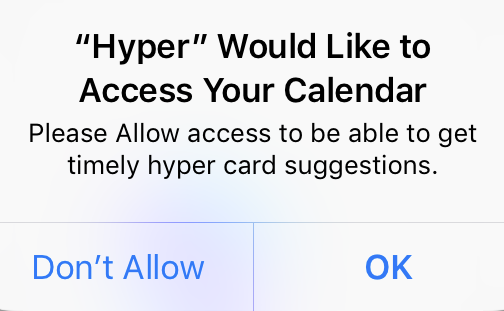 “Hyper” Would Like to
Access Your Calendar
Please Allow access to be able to get
timely hyper card suggestions.
Don’t Allow
OK